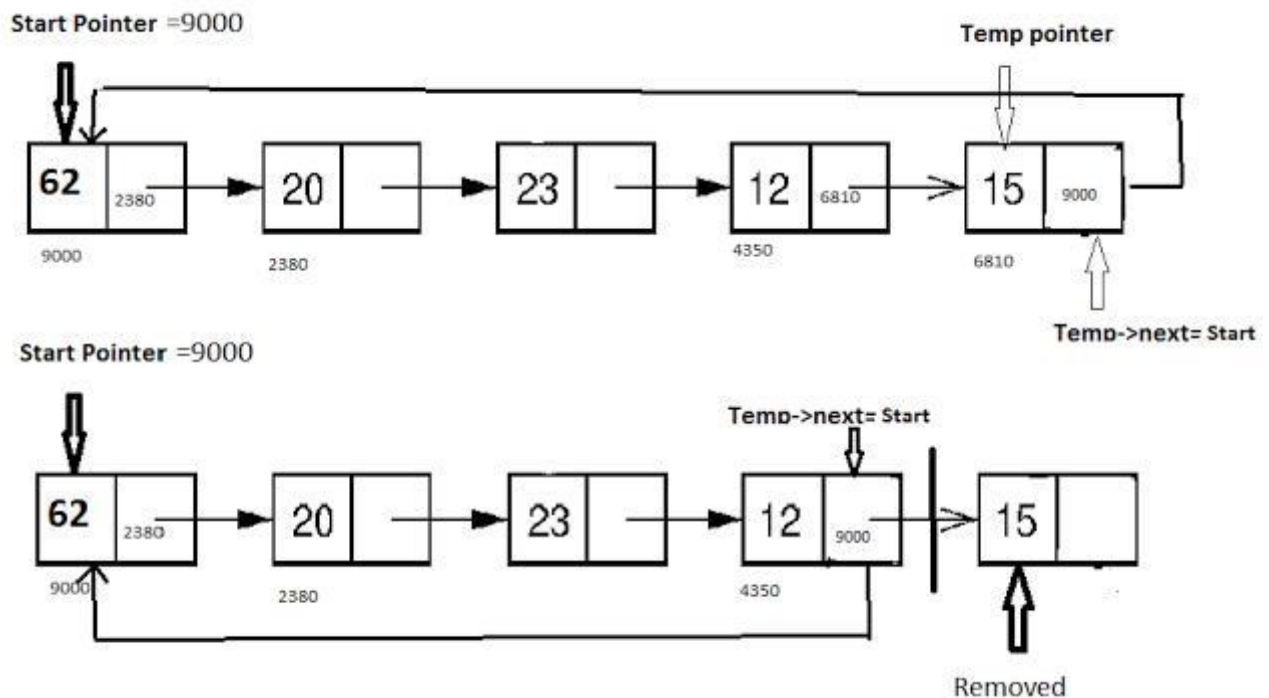 Start Pointer =9000
Temp pointer
62 2380 20 23 12 6810 15 9000
9000 2380 4350 6810
Temp->next= Start
Start Pointer =9000
Temp->next= Start
62 2380 20 23 12 9000 15
9000 2380 4350
Removed